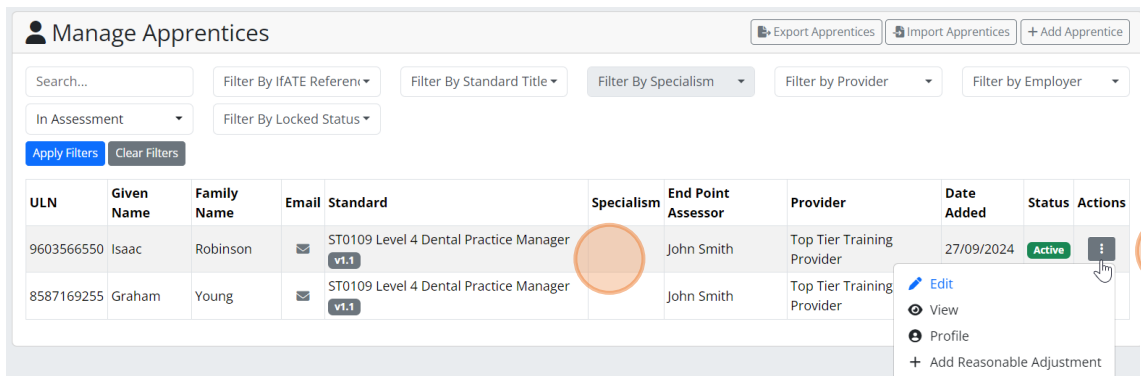 Manage Apprentices
Export Apprentices Import Apprentices + Add Apprentice
Search... Filter By IfATE Referenc Filter By Standard Title Filter By Specialism Filter by Provider Filter by Employer
In Assessment Filter By Locked Status
Apply Filters Clear Filters
ULN Given Name Family Name Email Standard Specialism End Point Assessor Provider Date Added Status Actions
9603566550 Isaac Robinson ST0109 Level 4 Dental Practice Manager v1.1 John Smith Top Tier Training Provider 27/09/2024 Active
8587169255 Graham Young ST0109 Level 4 Dental Practice Manager v1.1 John Smith Top Tier Training Provider
Edit
View
Profile
+ Add Reasonable Adjustment